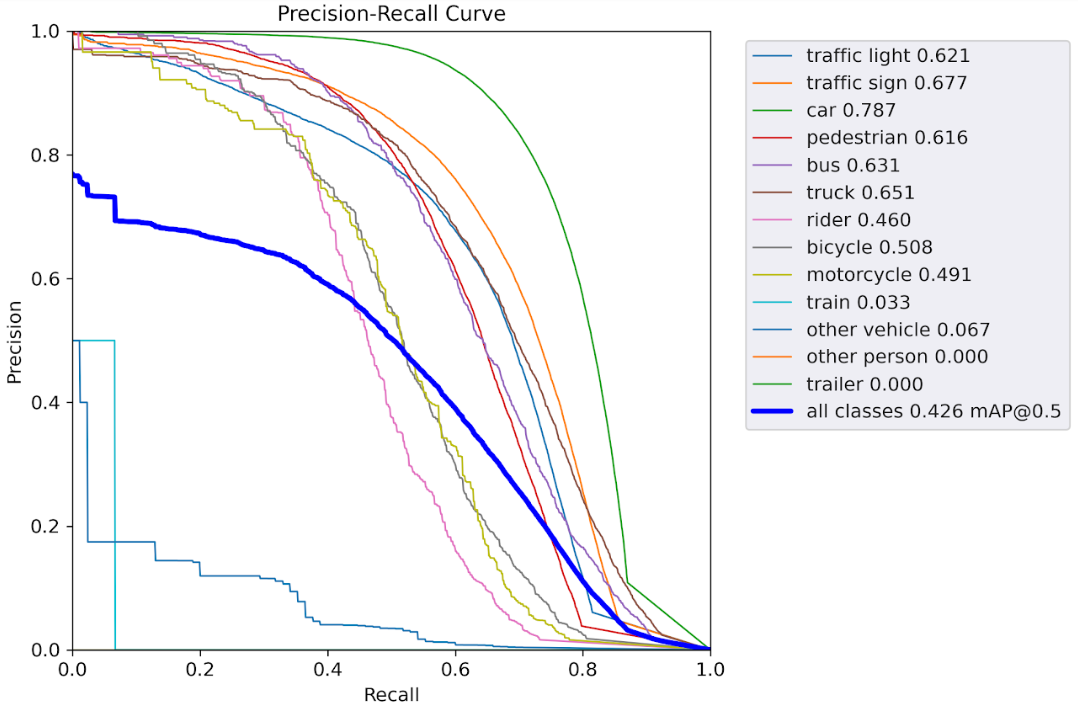 Precision-Recall Curve
1.0
0.8
0.6
0.4
0.2
0.0
Precision
0.0 0.2 0.4 0.6 0.8 1.0
Recall
traffic light 0.621
traffic sign 0.677
car 0.787
pedestrian 0.616
bus 0.631
truck 0.651
rider 0.460
bicycle 0.508
motorcycle 0.491
train 0.033
other vehicle 0.067
other person 0.000
trailer 0.000
all classes 0.426 mAP@0.5